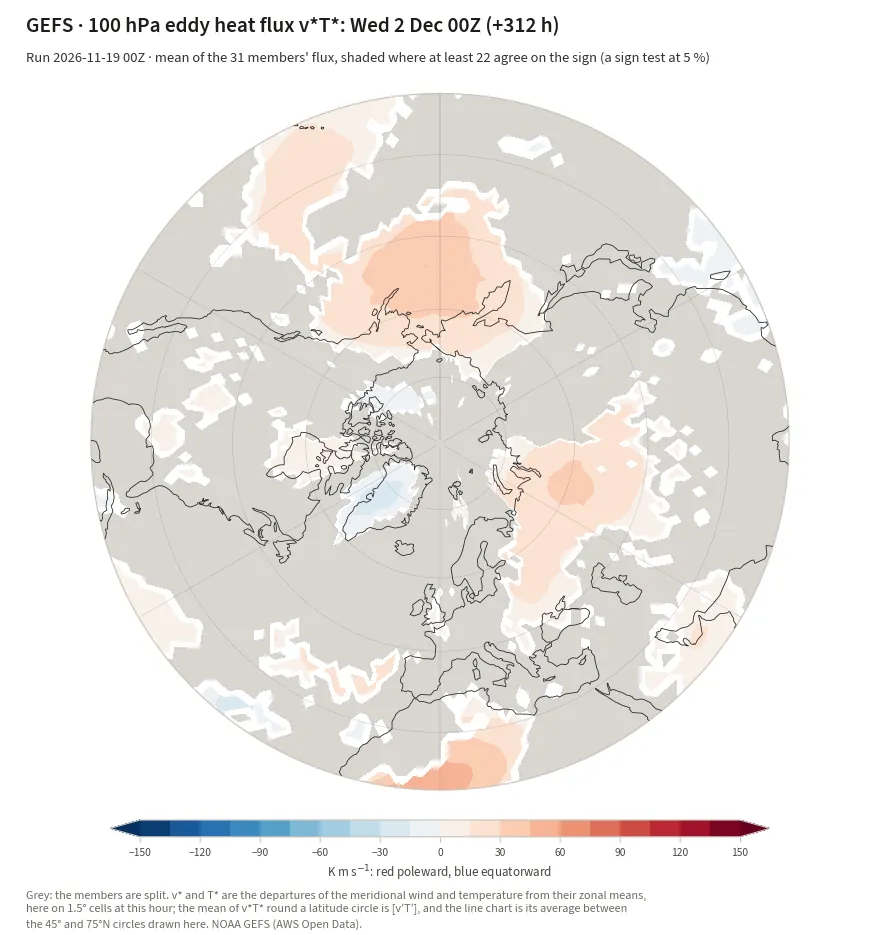 GEFS · 100 hPa eddy heat flux v*T*: Wed 2 Dec 00Z (+312 h)
Run 2026-11-19 00Z · mean of the 31 members' flux, shaded where at least 22 agree on the sign (a sign test at 5 %)
−150 −120 −90 −60 −30 0 30 60 90 120 150
K m s⁻¹: red poleward, blue equatorward
Grey: the members are split. v* and T* are the departures of the meridional wind and temperature from their zonal means,
here on 1.5° cells at this hour; the mean of v*T* round a latitude circle is [v′T′], and the line chart is its average between
the 45° and 75°N circles drawn here. NOAA GEFS (AWS Open Data).